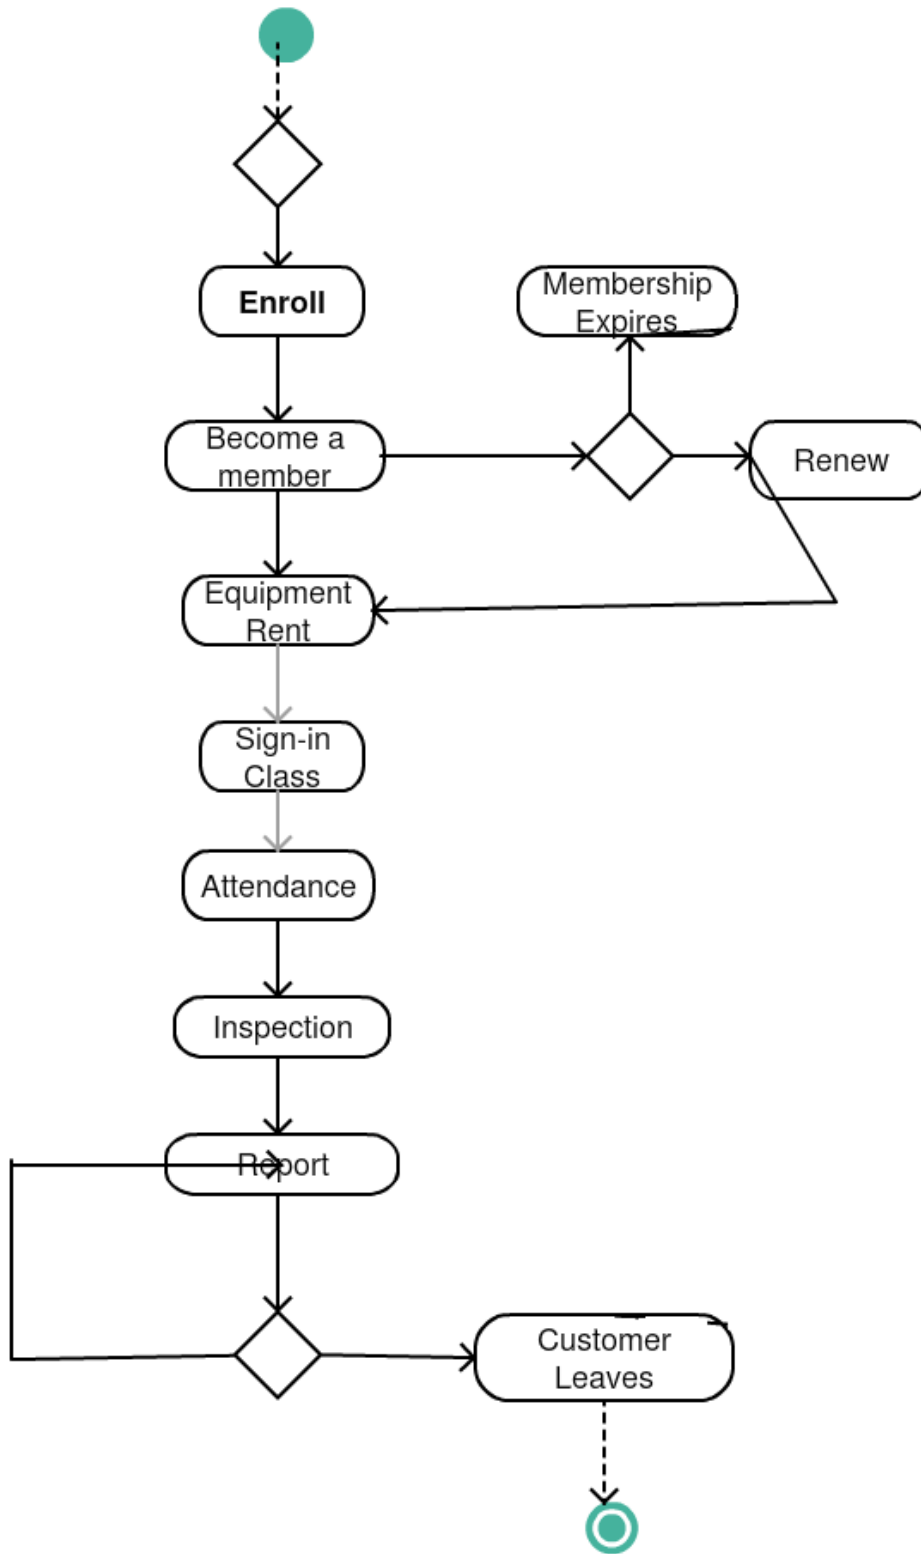 Enroll
Membership
Expires
Become a
member
Renew
Equipment
Rent
Sign-in
Class
Attendance
Inspection
Report
Customer
Leaves